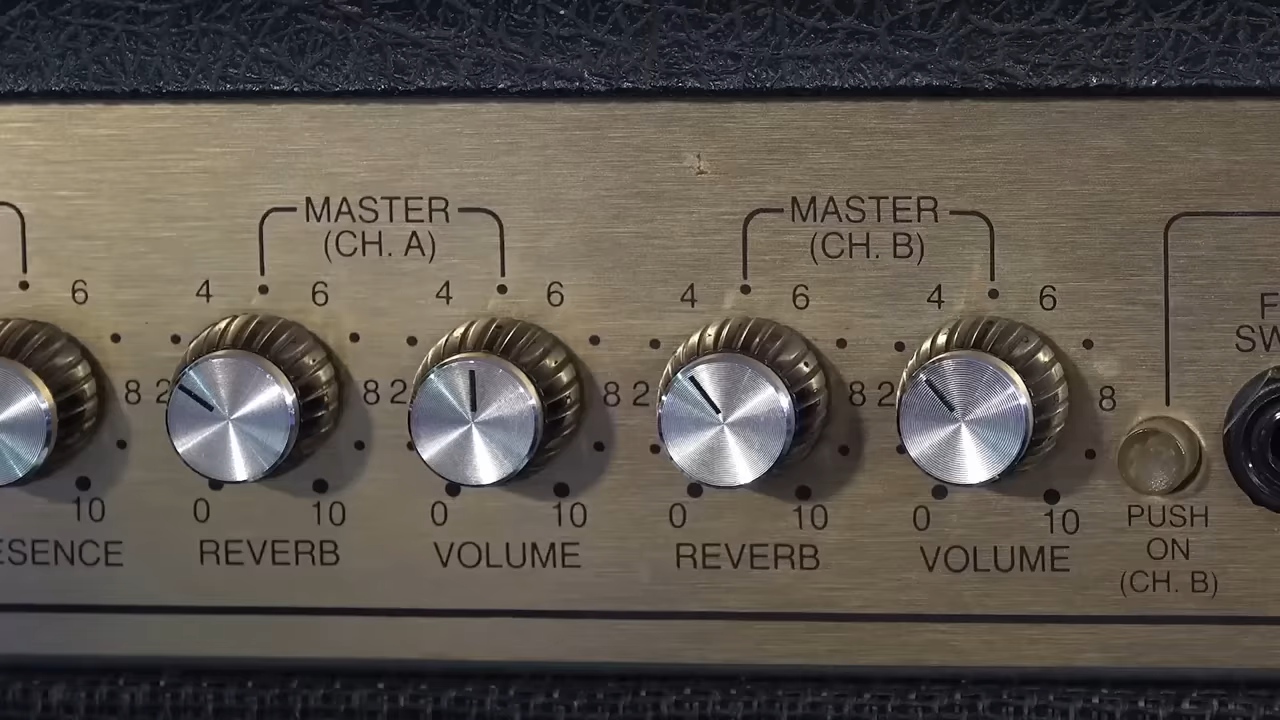 MASTER
(CH. A)
MASTER
(CH. B)
6
4 6
4 6
4 6
4 6
8
2 8
2 8
2 8
2 8
10
0 10
0 10
0 10
0 10
REVERB
VOLUME
REVERB
VOLUME
PUSH
ON
(CH. B)